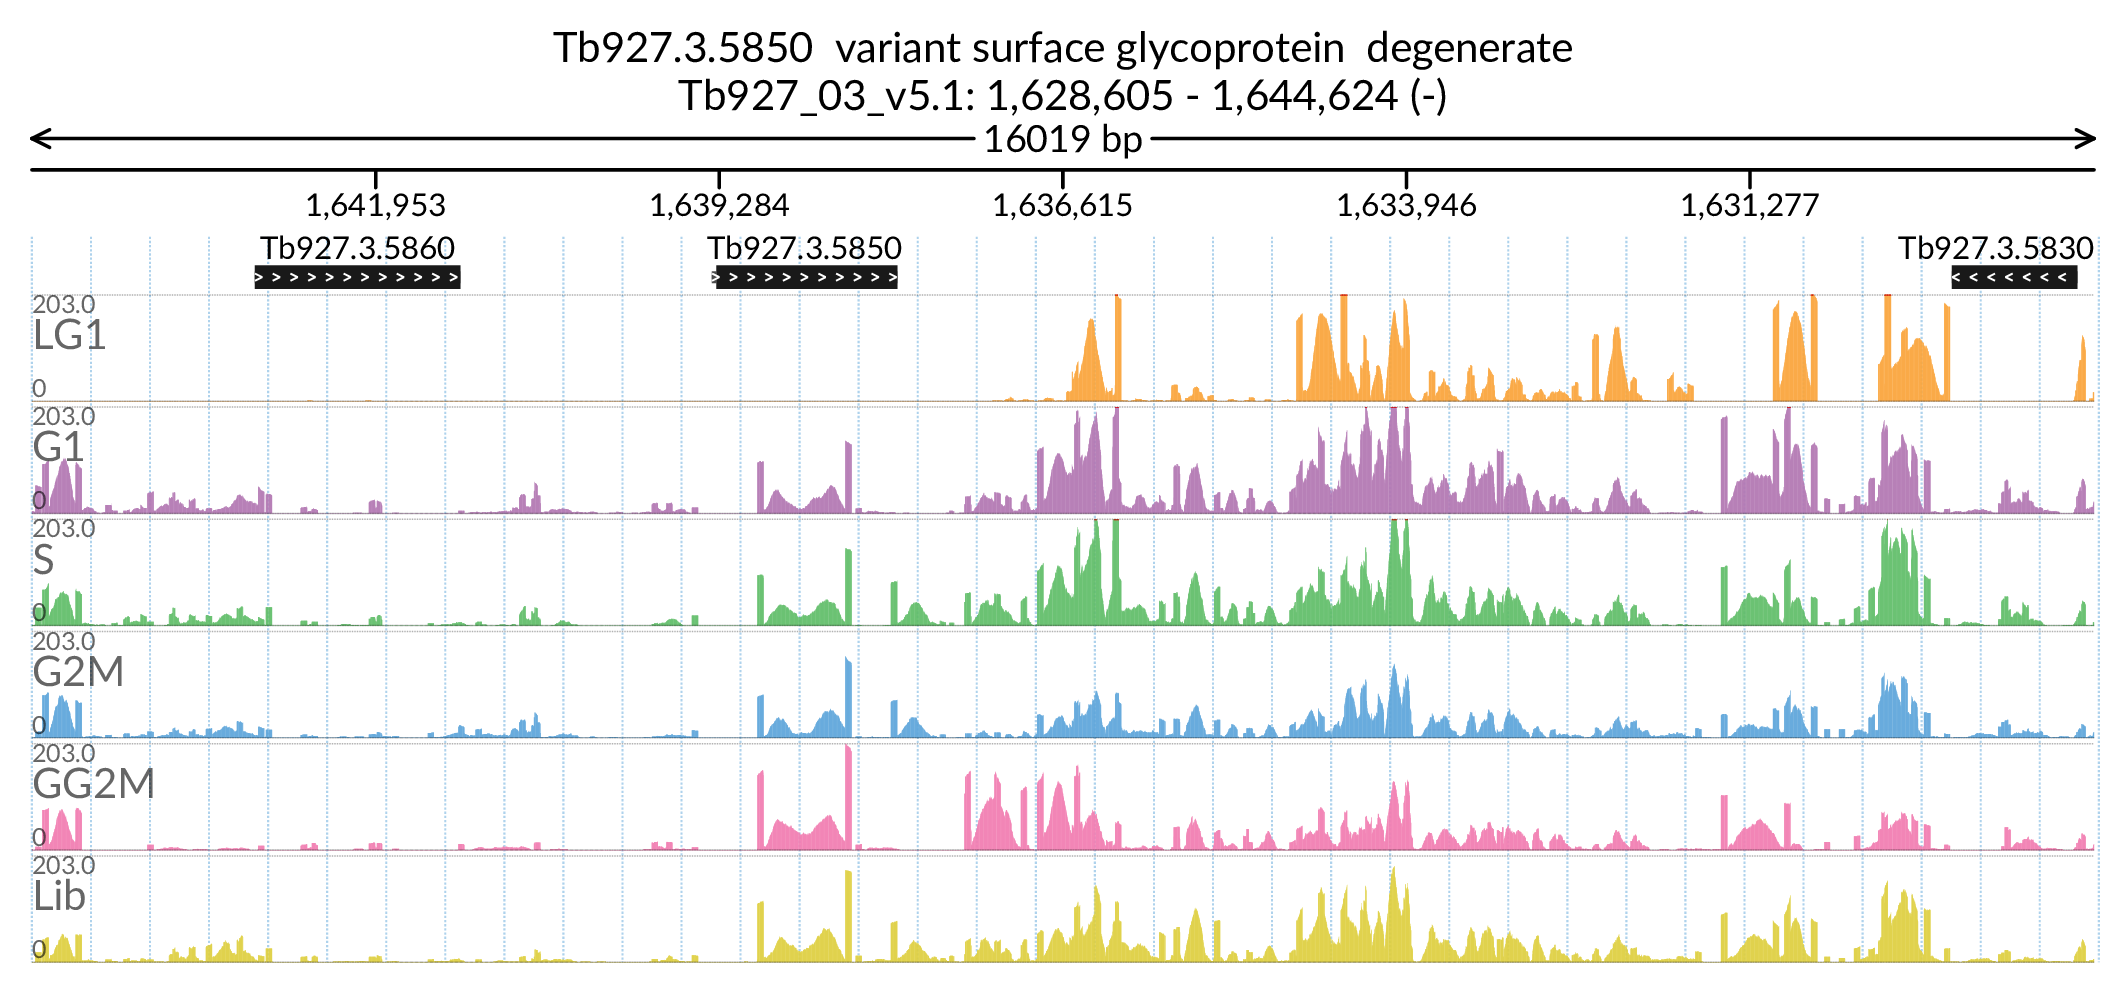 Tb927.3.5850 variant surface glycoprotein degenerate
Tb927_03_v5.1: 1,628,605 - 1,644,624 (-)
16019 bp
1,641,953 1,639,284 1,636,615 1,633,946 1,631,277
Tb927.3.5860 Tb927.3.5850 Tb927.3.5830
203.0
LG1
0
203.0
G1
0
203.0
S
0
203.0
G2M
0
203.0
GG2M
0
203.0
Lib
0